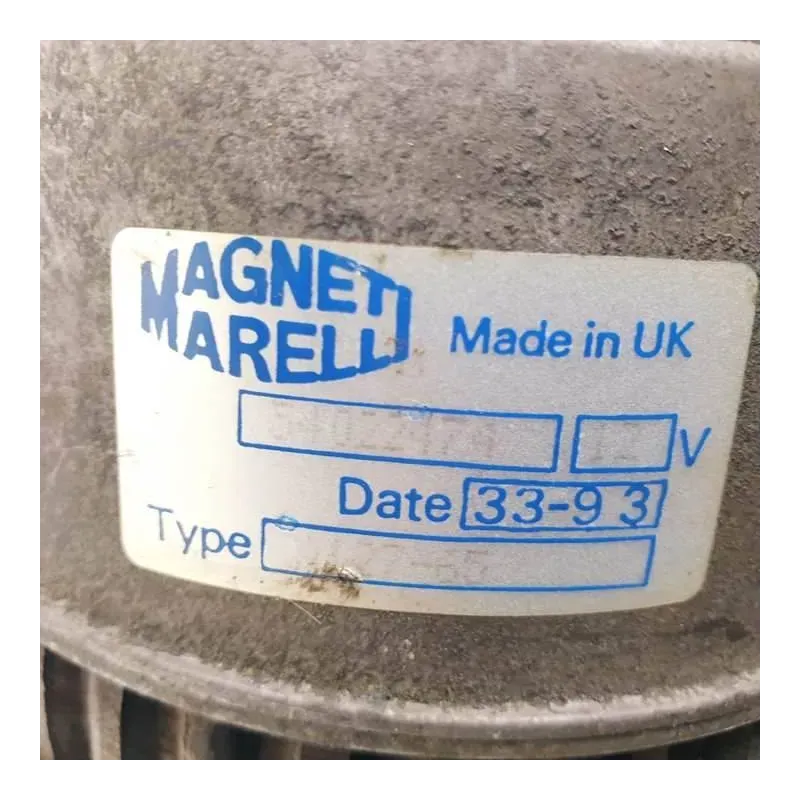 MAGNETI
MARELLI
Made in UK
V
Date 33-93
Type